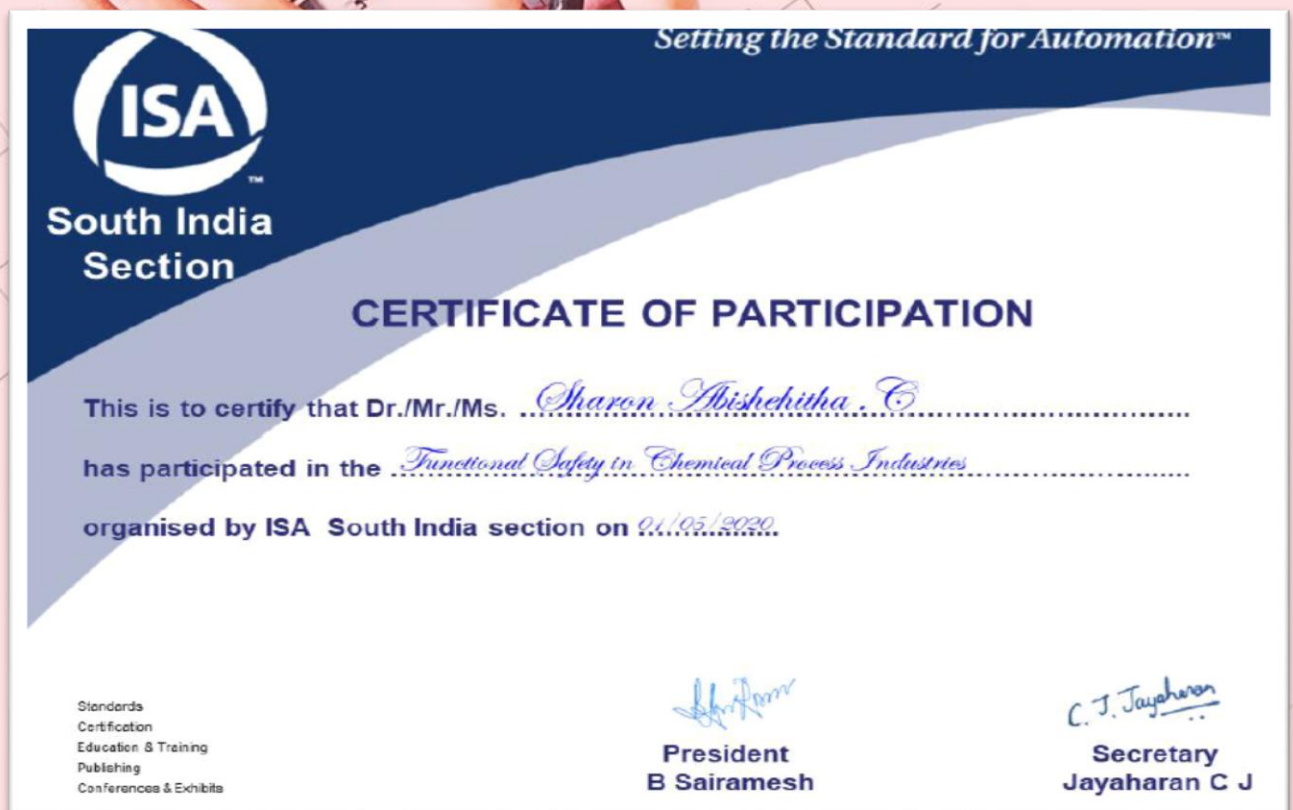 Setting the Standard for Automation™
ISA
TM
South India
Section
CERTIFICATE OF PARTICIPATION
This is to certify that Dr./Mr./Ms. Sharon Abishehitha . C
has participated in the Functional Safety in Chemical Process Industries
organised by ISA South India section on 01/05/2020
Standards
Certification
Education & Training
Publishing
Conferences & Exhibits
C. J. Jayaharan
President
B Sairamesh
Secretary
Jayaharan C J